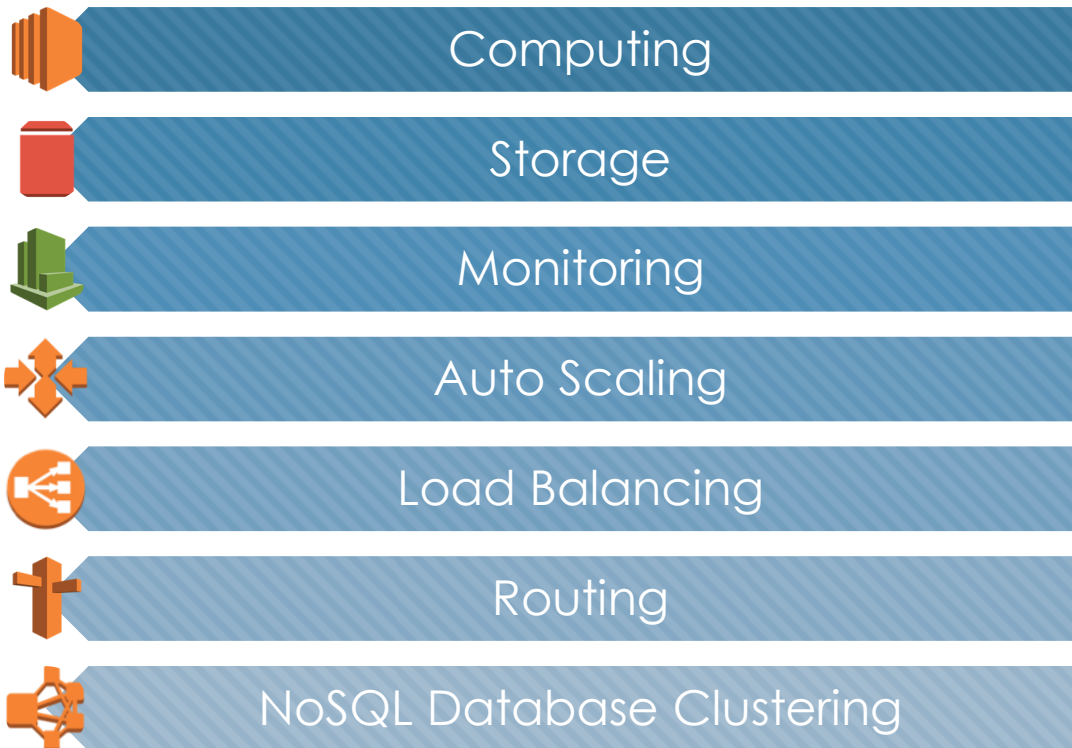 Computing
Storage
Monitoring
Auto Scaling
Load Balancing
Routing
NoSQL Database Clustering